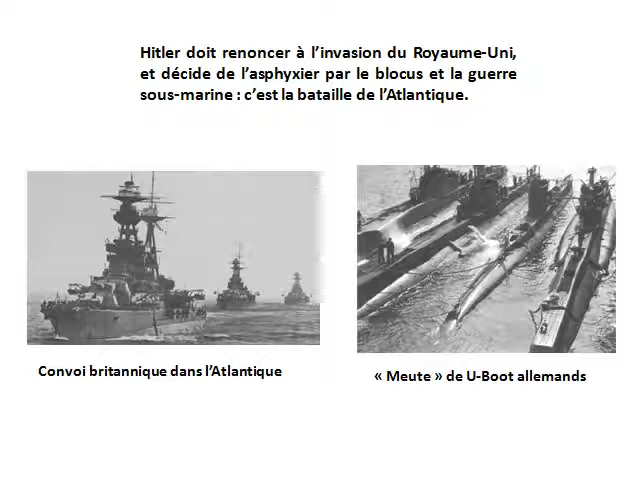 Hitler doit renoncer à l’invasion du Royaume-Uni,
et décide de l’asphyxier par le blocus et la guerre
sous-marine : c’est la bataille de l’Atlantique.
Convoi britannique dans l’Atlantique
« Meute » de U-Boot allemands